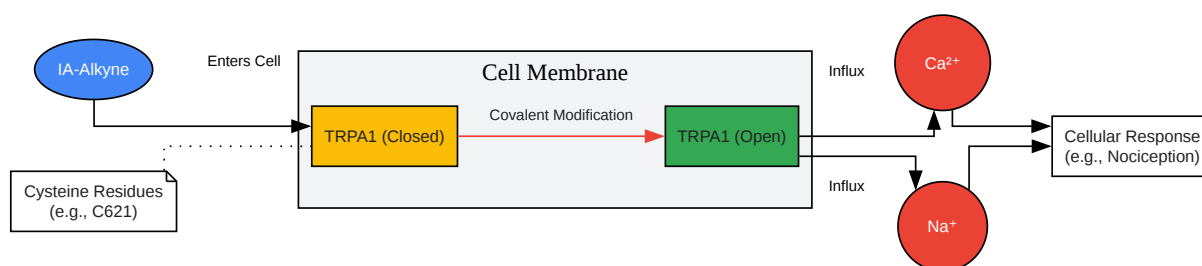 IA-Alkyne
Enters Cell
Cell Membrane
TRPA1 (Closed)
Covalent Modification
TRPA1 (Open)
Cysteine Residues
(e.g., C621)
Influx
Ca²⁺
Influx
Na⁺
Cellular Response
(e.g., Nociception)